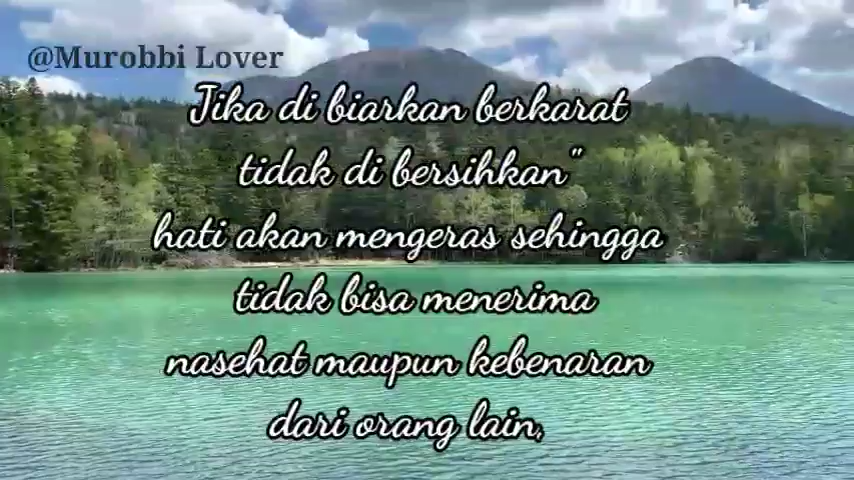 @Murobbi Lover
Jika di biarkan berkarat
tidak di bersihkan"
hati akan mengeras sehingga
tidak bisa menerima
nasehat maupun kebenaran
dari orang lain,